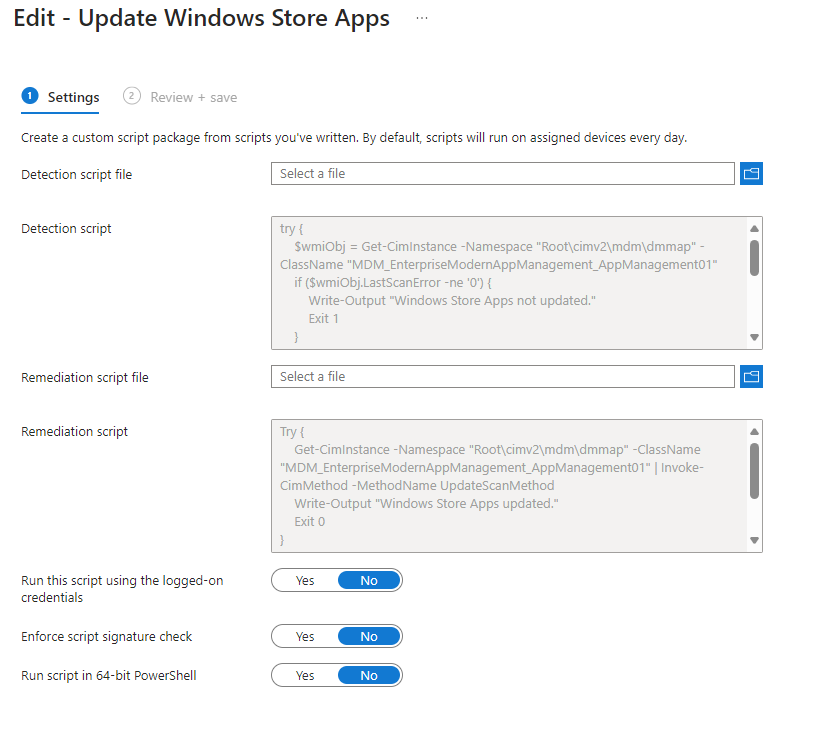 Edit - Update Windows Store Apps ...
1 Settings 2 Review + save
Create a custom script package from scripts you've written. By default, scripts will run on assigned devices every day.
Detection script file Select a file
Detection script
try {
$wmiObj = Get-CimInstance -Namespace "Root\cimv2\mdm\dmmap" -
ClassName "MDM_EnterpriseModernAppManagement_AppManagement01"
if ($wmiObj.LastScanError -ne '0') {
Write-Output "Windows Store Apps not updated."
Exit 1
}
Remediation script file Select a file
Remediation script
Try {
Get-CimInstance -Namespace "Root\cimv2\mdm\dmmap" -ClassName
"MDM_EnterpriseModernAppManagement_AppManagement01" | Invoke-
CimMethod -MethodName UpdateScanMethod
Write-Output "Windows Store Apps updated."
Exit 0
}
Run this script using the logged-on
credentials
Yes No
Enforce script signature check Yes No
Run script in 64-bit PowerShell Yes No